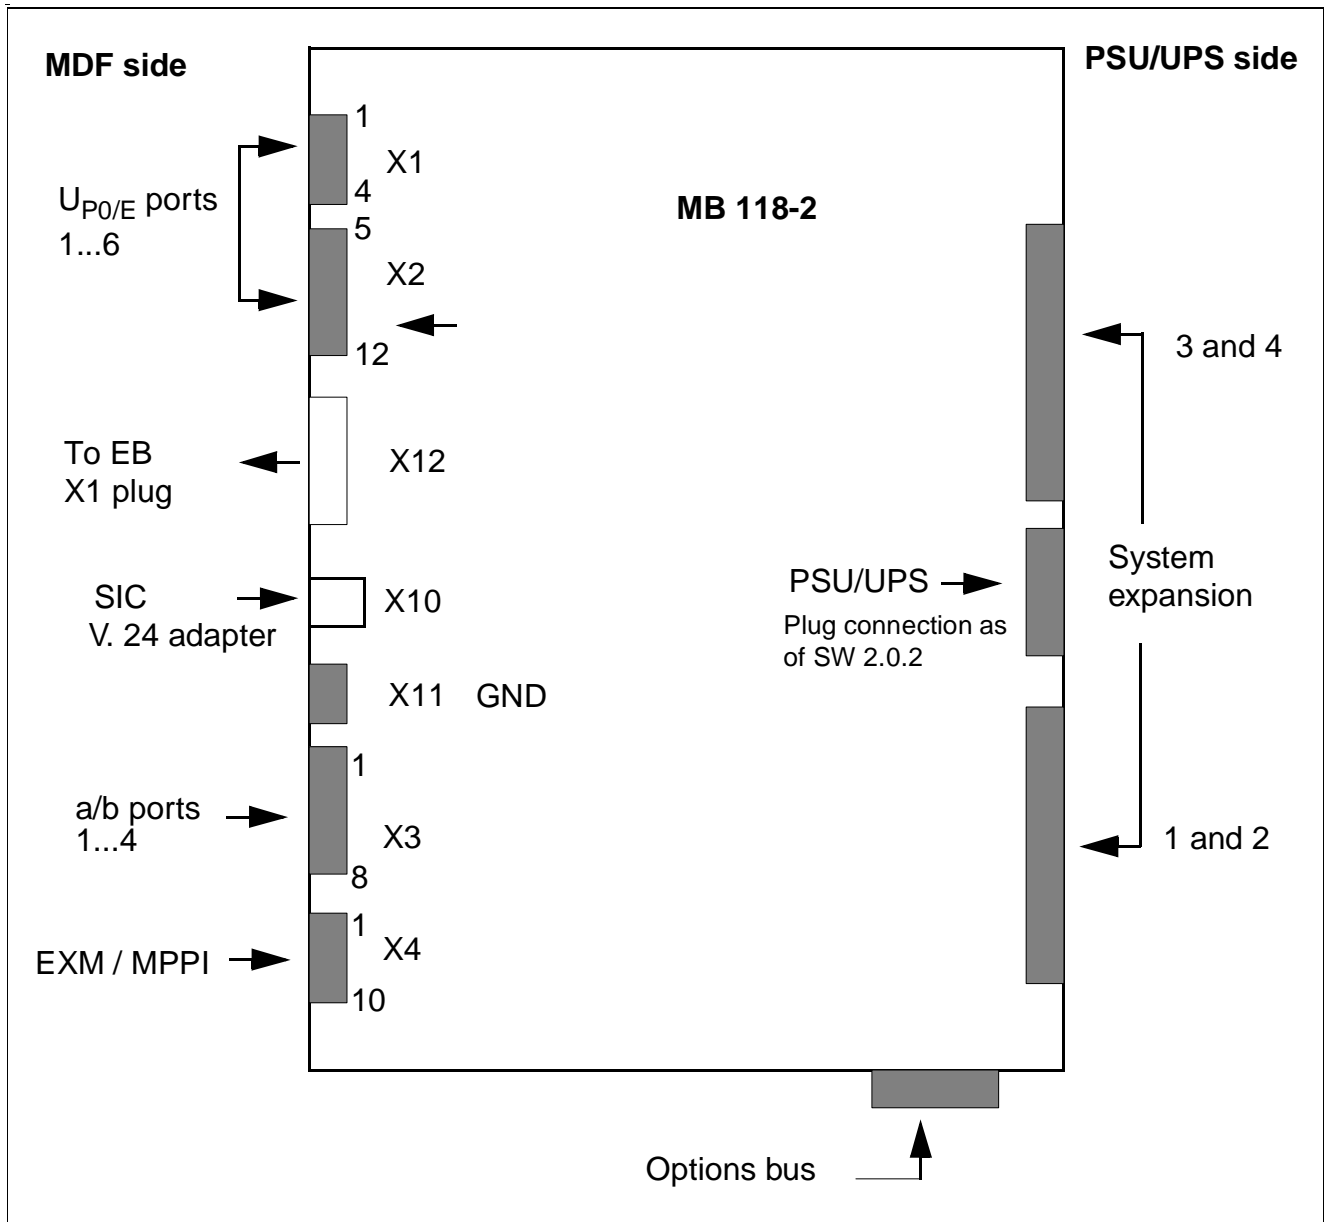 MDF side
PSU/UPS side
1
X1
4
U P0/E ports
1...6
MB 118-2
5
X2
12
3 and 4
To EB
X1 plug
X12
System
expansion
PSU/UPS
Plug connection as
of SW 2.0.2
SIC
V. 24 adapter
X10
X11 GND
1
a/b ports
1...4
X3
8
1 and 2
1
X4
EXM / MPPI
10
Options bus